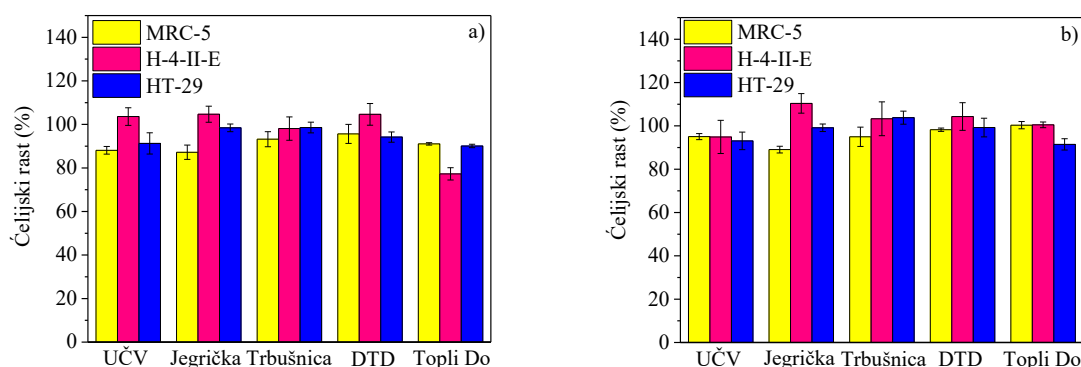 a)
MRC-5
H-4-II-E
HT-29
Ćelijski rast (%)
140
120
100
80
60
40
20
0
UČV Jegrička Trbušnica DTD Topli Do
b)
MRC-5
H-4-II-E
HT-29
Ćelijski rast (%)
140
120
100
80
60
40
20
0
UČV Jegrička Trbušnica DTD Topli Do